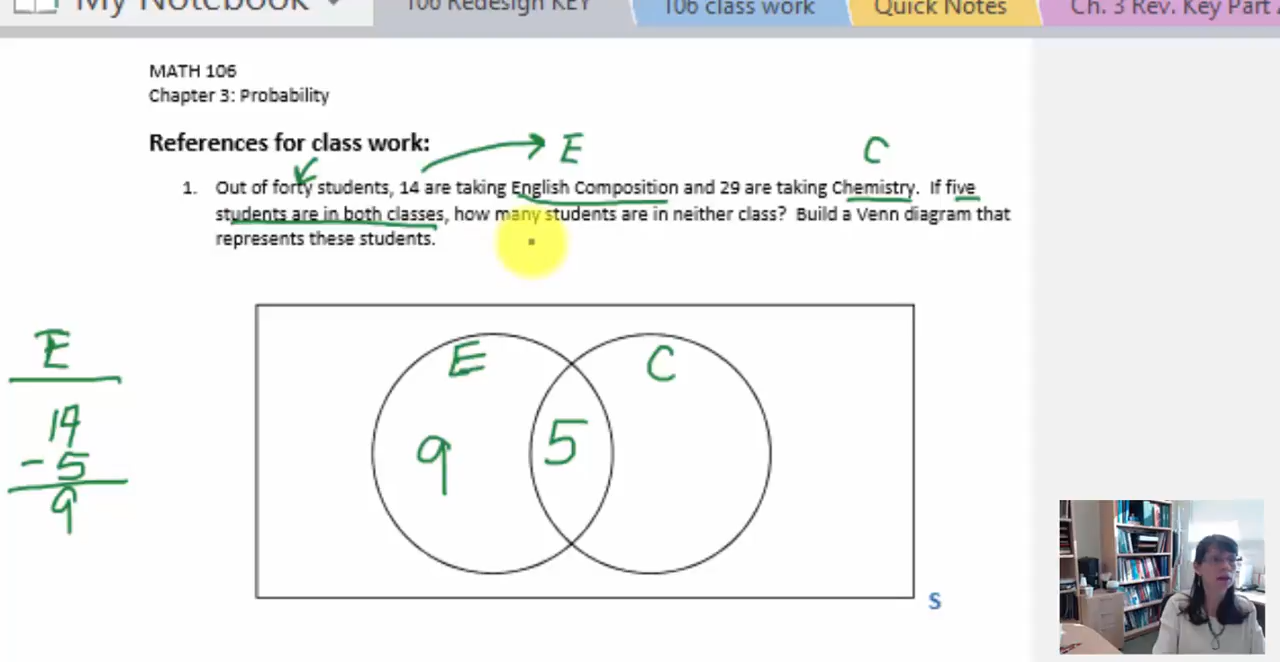 My Notebook 106 Redesign KEY 106 class work Quick Notes Ch. 3 Rev. Key Part
MATH 106
Chapter 3: Probability
References for class work:
E C
1. Out of forty students, 14 are taking English Composition and 29 are taking Chemistry. If five
students are in both classes, how many students are in neither class? Build a Venn diagram that
represents these students.
E
14
- 5
9
E C
9 5
S